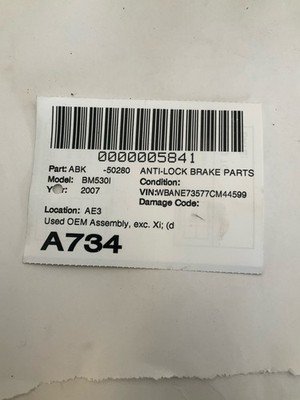 0000005841
Part: ABK -50280 ANTI-LOCK BRAKE PARTS
Model: BM530I Condition:
Year: 2007 VIN:WBANE73577CM44599
Damage Code:
Location: AE3
Used OEM Assembly, exc. Xi; (d
A734